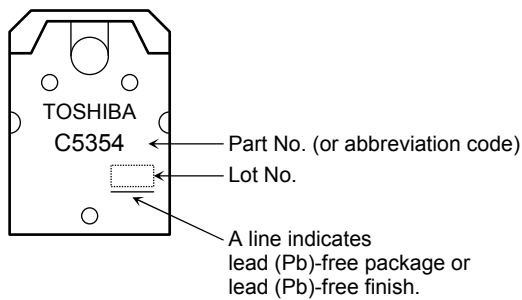 TOSHIBA
C5354
Part No. (or abbreviation code)
Lot No.
A line indicates
lead (Pb)-free package or
lead (Pb)-free finish.